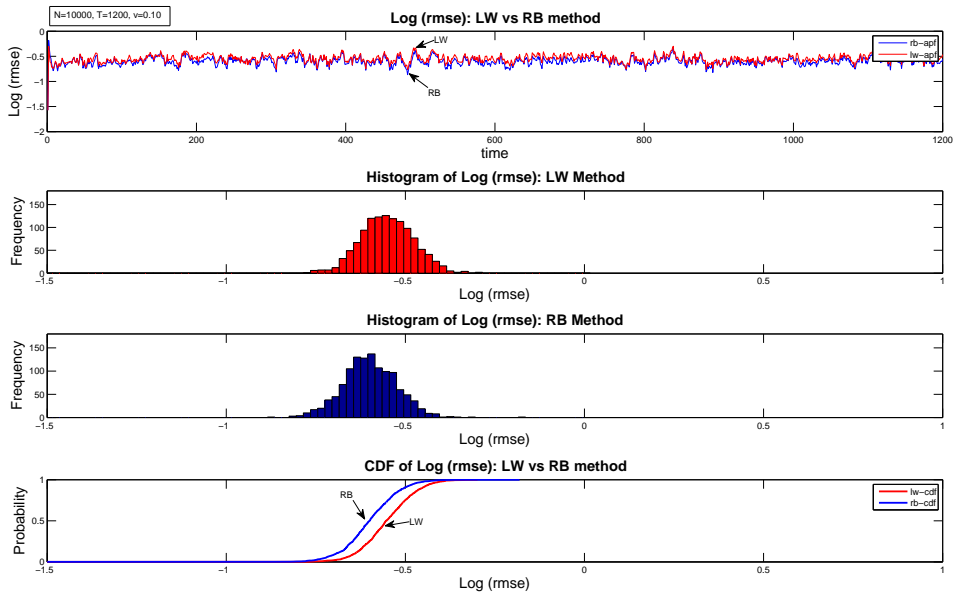 N=10000, T=1200, v=0.10
Log (rmse): LW vs RB method
Log (rmse)
0
−0.5
−1
−1.5
−2
LW
RB
rb−apf
lw−apf
0 200 400 600 800 1000 1200
time
Histogram of Log (rmse): LW Method
Frequency
150
100
50
0
−1.5 −1 −0.5 0 0.5 1
Log (rmse)
Histogram of Log (rmse): RB Method
Frequency
150
100
50
0
−1.5 −1 −0.5 0 0.5 1
Log (rmse)
CDF of Log (rmse): LW vs RB method
Probability
1
0.5
0
RB
LW
lw−cdf
rb−cdf
−1.5 −1 −0.5 0 0.5 1
Log (rmse)